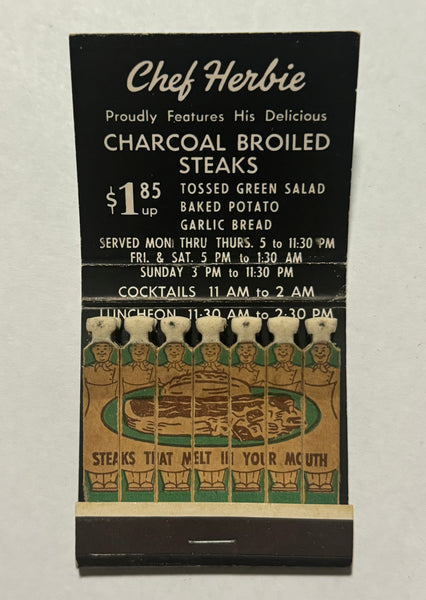 Chef Herbie
Proudly Features His Delicious
CHARCOAL BROILED
STEAKS
$1.85 up
TOSSED GREEN SALAD
BAKED POTATO
GARLIC BREAD
SERVED MON. THRU THURS. 5 to 11:30 PM
FRI. & SAT. 5 PM to 1:30 AM
SUNDAY 3 PM to 11:30 PM
COCKTAILS 11 AM to 2 AM
LUNCHEON 11:30 AM to 2:30 PM
STEAKS THAT MELT IN YOUR MOUTH